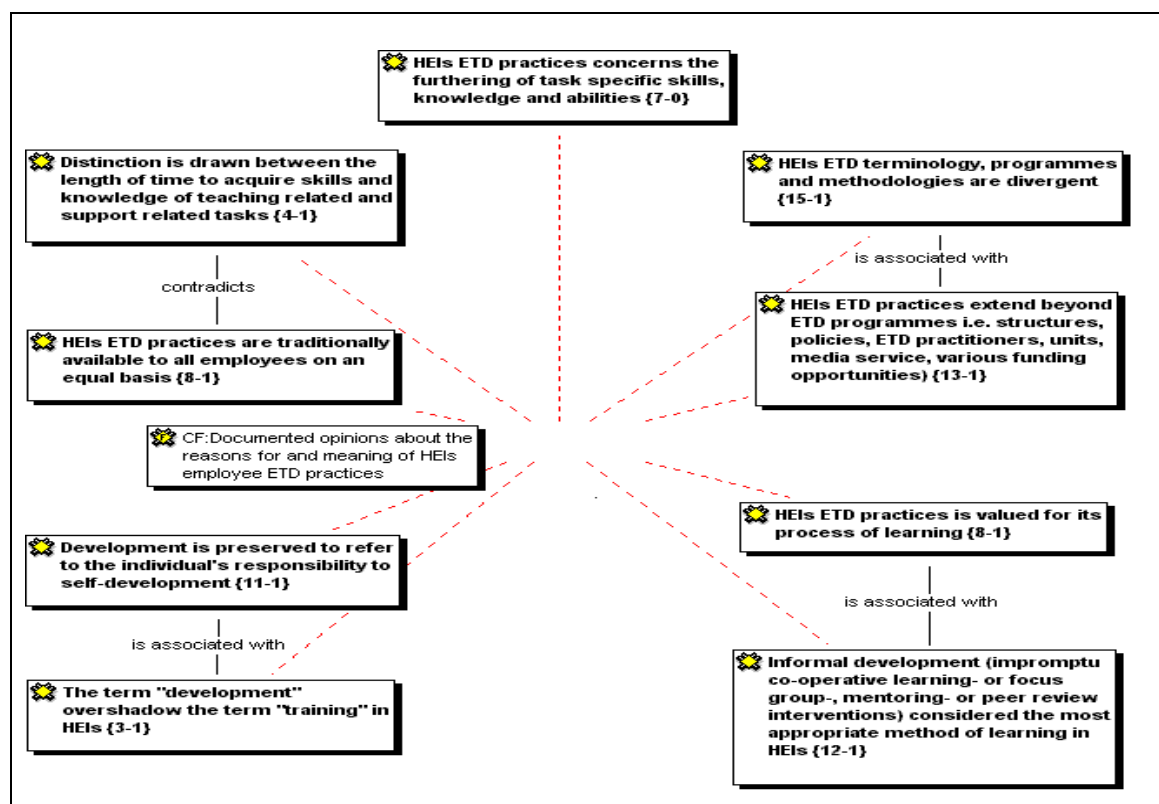 HEIs ETD practices concerns the
furthering of task specific skills,
knowledge and abilities {7-0}
Distinction is drawn between the
length of time to acquire skills and
knowledge of teaching related and
support related tasks {4-1}
contradicts
HEIs ETD practices are traditionally
available to all employees on an
equal basis {8-1}
CF:Documented opinions about the
reasons for and meaning of HEIs
employee ETD practices
Development is preserved to refer
to the individual's responsibility to
self-development {11-1}
is associated with
The term "development"
overshadow the term "training" in
HEIs {3-1}
HEIs ETD terminology, programmes
and methodologies are divergent
{15-1}
is associated with
HEIs ETD practices extend beyond
ETD programmes i.e. structures,
policies, ETD practitioners, units,
media service, various funding
opportunities) {13-1}
HEIs ETD practices is valued for its
process of learning {8-1}
is associated with
Informal development (impromptu
co-operative learning- or focus
group-, mentoring- or peer review
interventions) considered the most
appropriate method of learning in
HEIs {12-1}